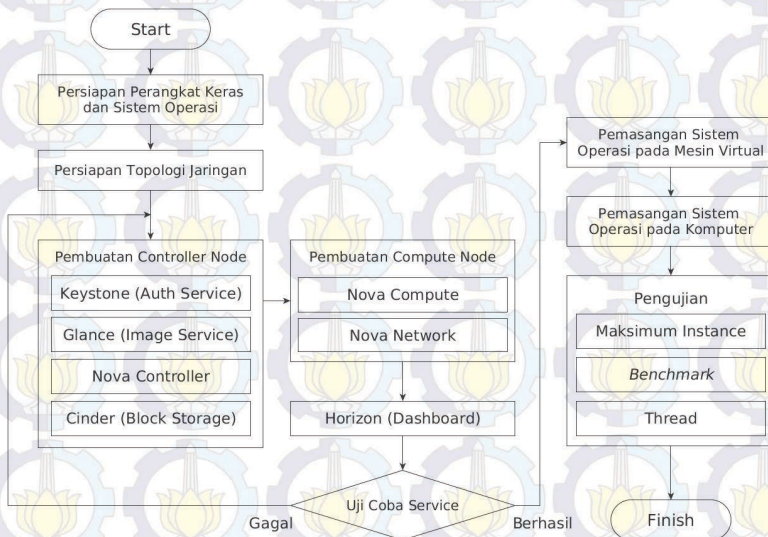 Start
Persiapan Perangkat Keras
dan Sistem Operasi
Persiapan Topologi Jaringan
Pembuatan Controller Node
Keystone (Auth Service)
Glance (Image Service)
Nova Controller
Cinder (Block Storage)
Pembuatan Compute Node
Nova Compute
Nova Network
Horizon (Dashboard)
Uji Coba Service
Gagal
Berhasil
Pemasangan Sistem
Operasi pada Mesin Virtual
Pemasangan Sistem
Operasi pada Komputer
Pengujian
Maksimum Instance
Benchmark
Thread
Finish